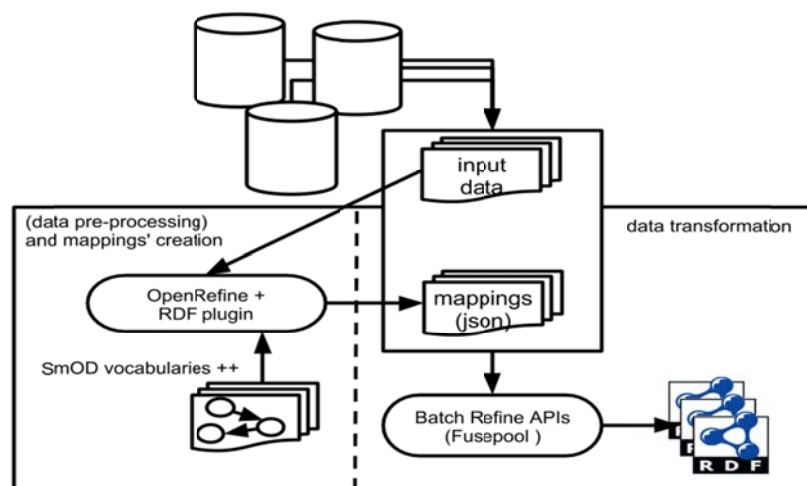 input
data
(data pre-processing)
and mappings' creation
data transformation
OpenRefine +
RDF plugin
mappings
(json)
SmOD vocabularies ++
Batch Refine APIs
(Fusepool )
R D F